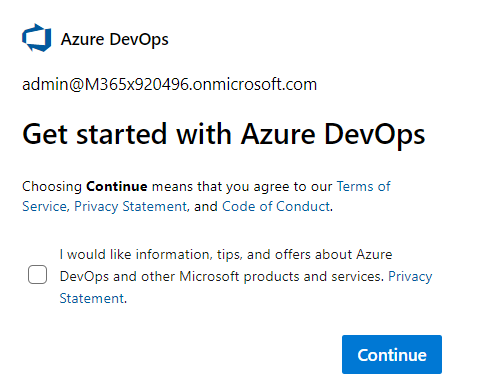 Azure DevOps
admin@M365x920496.onmicrosoft.com
Get started with Azure DevOps
Choosing Continue means that you agree to our Terms of
Service, Privacy Statement, and Code of Conduct.
I would like information, tips, and offers about Azure
DevOps and other Microsoft products and services. Privacy
Statement.
Continue